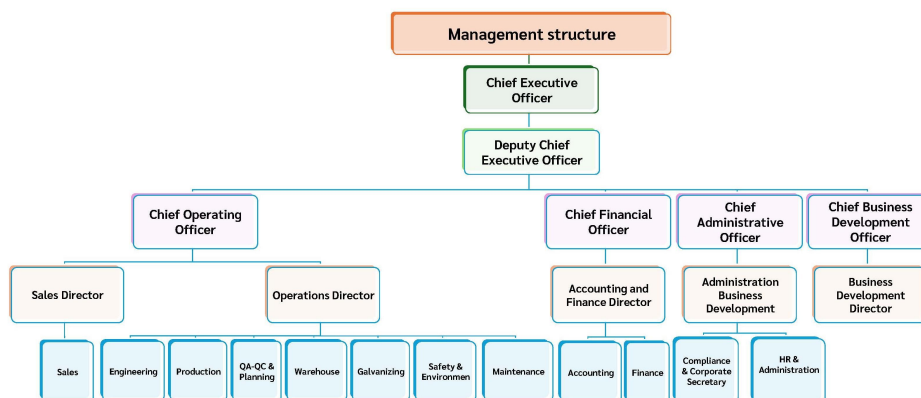 Management structure
Chief Executive
Officer
Deputy Chief
Executive Officer
Chief Operating
Officer
Chief Financial
Officer
Chief
Administrative
Officer
Chief Business
Development
Officer
Sales Director
Operations Director
Accounting and
Finance Director
Administration
Business
Development
Business
Development
Director
Sales
Engineering
Production
QA-QC &
Planning
Warehouse
Galvanizing
Safety &
Environmen
Maintenance
Accounting
Finance
Compliance
& Corporate
Secretary
HR &
Administration